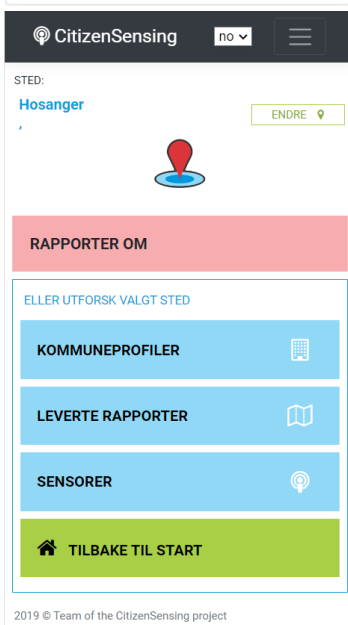 CitizenSensing no
STED:
Hosanger
ENDRE
,
RAPPORTER OM
ELLER UTFORSK VALGT STED
KOMMUNEPROFILER
LEVERTE RAPPORTER
SENSORER
TILBAKE TIL START
2019 © Team of the CitizenSensing project